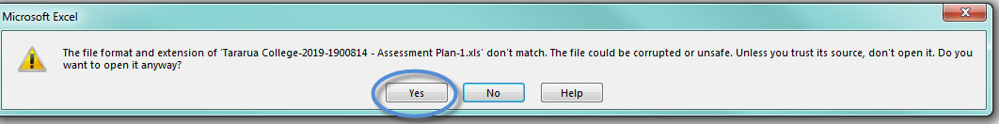 Microsoft Excel
The file format and extension of 'Tararua College-2019-1900814 - Assessment Plan-1.xls' don't match. The file could be corrupted or unsafe. Unless you trust its source, don't open it. Do you
want to open it anyway?
Yes No Help